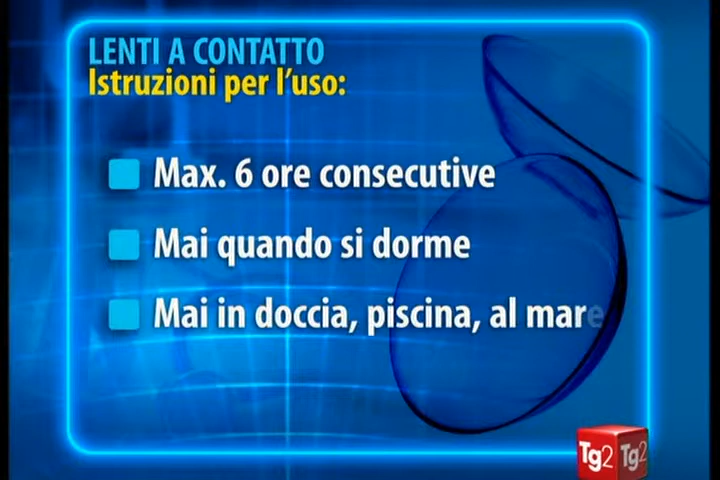 LENTI A CONTATTO
Istruzioni per l'uso:
Max. 6 ore consecutive
Mai quando si dorme
Mai in doccia, piscina, al mare
Tg2 Tg2